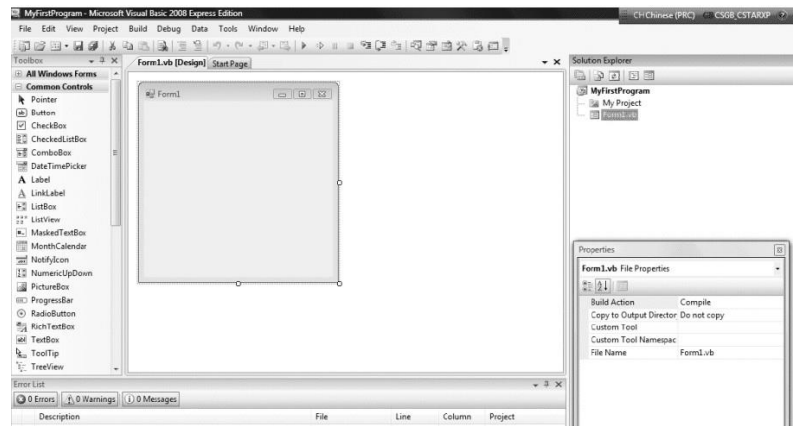 MyFirstProgram - Microsoft Visual Basic 2008 Express Edition
CH Chinese (PRC) CSGB_CSTARXP
File Edit View Project Build Debug Data Tools Window Help
Toolbox
All Windows Forms
Common Controls
Pointer
Button
CheckBox
CheckedListBox
ComboBox
DateTimePicker
Label
LinkLabel
ListBox
ListView
MaskedTextBox
MonthCalendar
NotifyIcon
NumericUpDown
PictureBox
ProgressBar
RadioButton
RichTextBox
TextBox
ToolTip
TreeView
Form1.vb [Design] Start Page
Form1
Solution Explorer
MyFirstProgram
My Project
Form1.vb
Properties
Form1.vb File Properties
Build Action Compile
Copy to Output Director Do not copy
Custom Tool
Custom Tool Namespac
File Name Form1.vb
Error List
0 Errors 0 Warnings 0 Messages
Description File Line Column Project